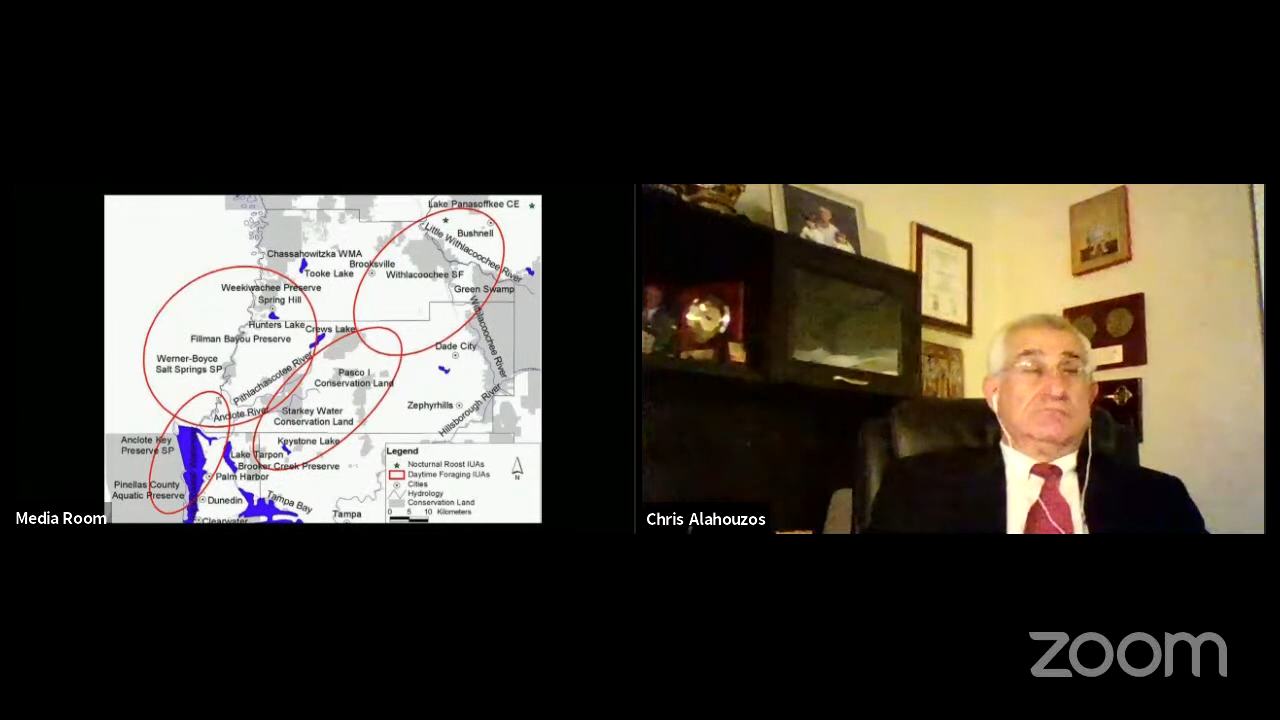 Lake Panasoffkee CE
Bushnell
Little Withlacoochee River
Chassahowitzka WMA
Brooksville
Tooke Lake
Withlacoochee SF
Weekiwachee Preserve
Green Swamp
Spring Hill
Withlacoochee River
Hunters Lake
Crews Lake
Fillman Bayou Preserve
Dade City
Werner-Boyce
Salt Springs SP
Pithlachascotee River
Pasco I
Conservation Land
Zephyrhills
Anclote River
Starkey Water
Conservation Land
Hillsborough River
Anclote Key
Preserve SP
Keystone Lake
Lake Tarpon
Brooker Creek Preserve
Palm Harbor
Pinellas County
Aquatic Preserve
Dunedin
Tampa Bay
Tampa
Clearwater
Legend
Nocturnal Roost IUAs
Daytime Foraging IUAs
Cities
Hydrology
Conservation Land
0 5 10 Kilometers
N
Media Room
Chris Alahouzos
zoom